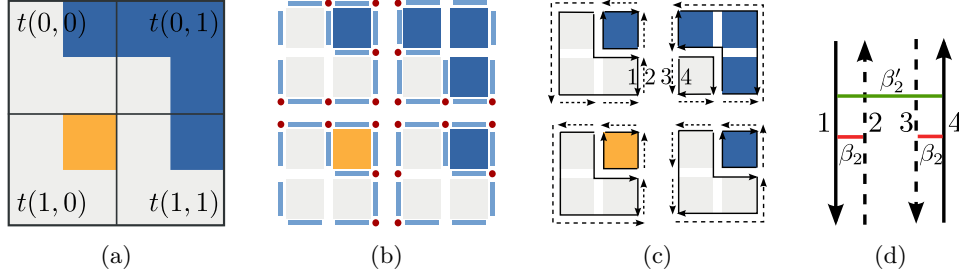 t(0, 0) t(0, 1)
t(1, 0) t(1, 1)
(a)
(b)
1 2 3 4
(c)
β′₂
1 2 3 4
β₂ β₂
(d)